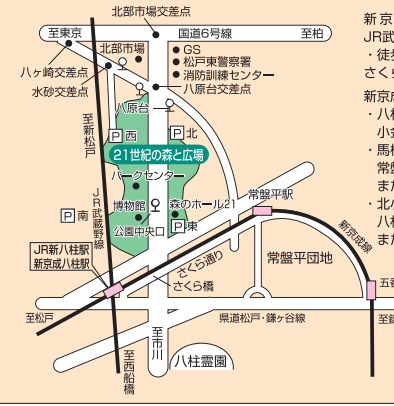 北部市場交差点
至東京
国道6号線
至柏
北部市場
GS
松戸東警察署
消防訓練センター
八ヶ崎交差点
水砂交差点
八原台交差点
八原台
至新松戸
P 西
P 北
21世紀の森と広場
パークセンター
JR武蔵野線
博物館
森のホール21
常盤平駅
P 南
公園中央口
P 東
新京成線
JR新八柱駅
新京成八柱駅
さくら通り
常盤平団地
さくら橋
五香
至松戸
県道松戸・鎌ヶ谷線
至市川
至西船橋
八柱霊園
新京
JR武
・徒歩
さくら
新京成
・八柱
小金
・馬橋
常盤
また
・北小
八柱
また